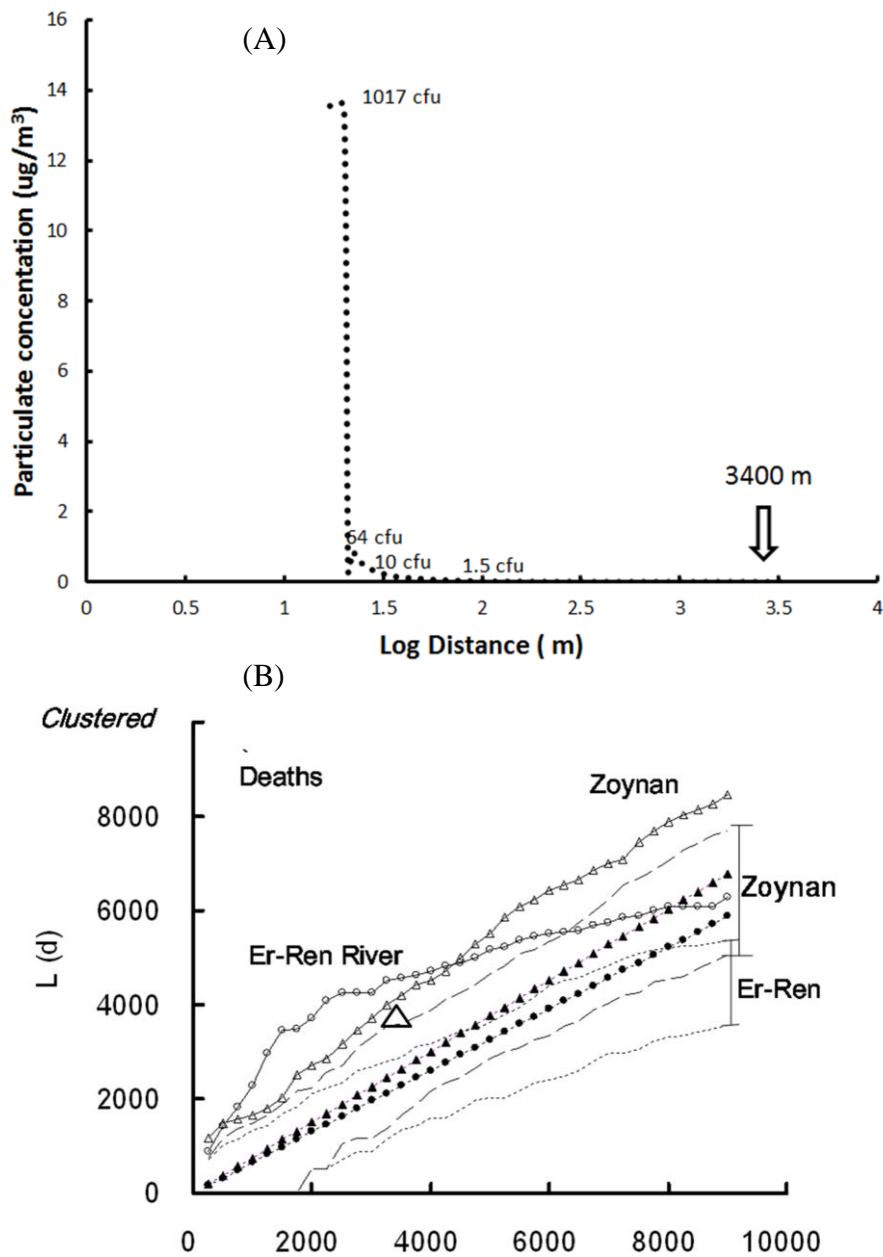 (A)
16
14
12
10
8
6
4
2
0
Particulate concentration (ug/m³)
1017 cfu
54 cfu
10 cfu
1.5 cfu
3400 m
0 0.5 1 1.5 2 2.5 3 3.5 4
Log Distance ( m)
(B)
Clustered
Deaths
Zoynan
8000
6000
4000
2000
0
L (d)
Er-Ren River
Zoynan
Er-Ren
0 2000 4000 6000 8000 10000